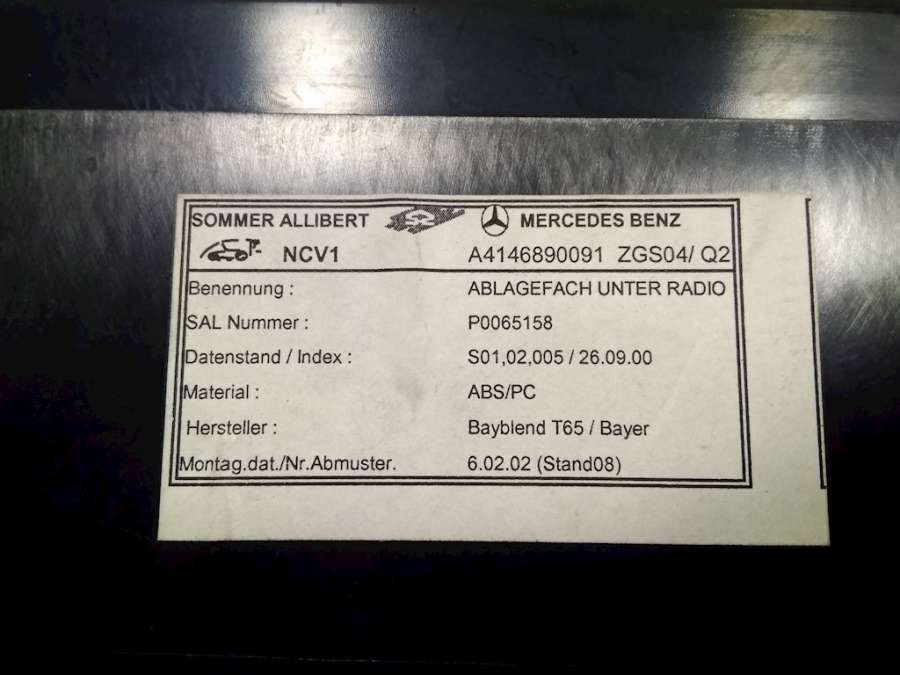 SOMMER ALLIBERT MERCEDES BENZ
NCV1 A4146890091 ZGS04/ Q2
Benennung : ABLAGEFACH UNTER RADIO
SAL Nummer : P0065158
Datenstand / Index : S01,02,005 / 26.09.00
Material : ABS/PC
Hersteller : Bayblend T65 / Bayer
Montag.dat./Nr.Abmuster. 6.02.02 (Stand08)